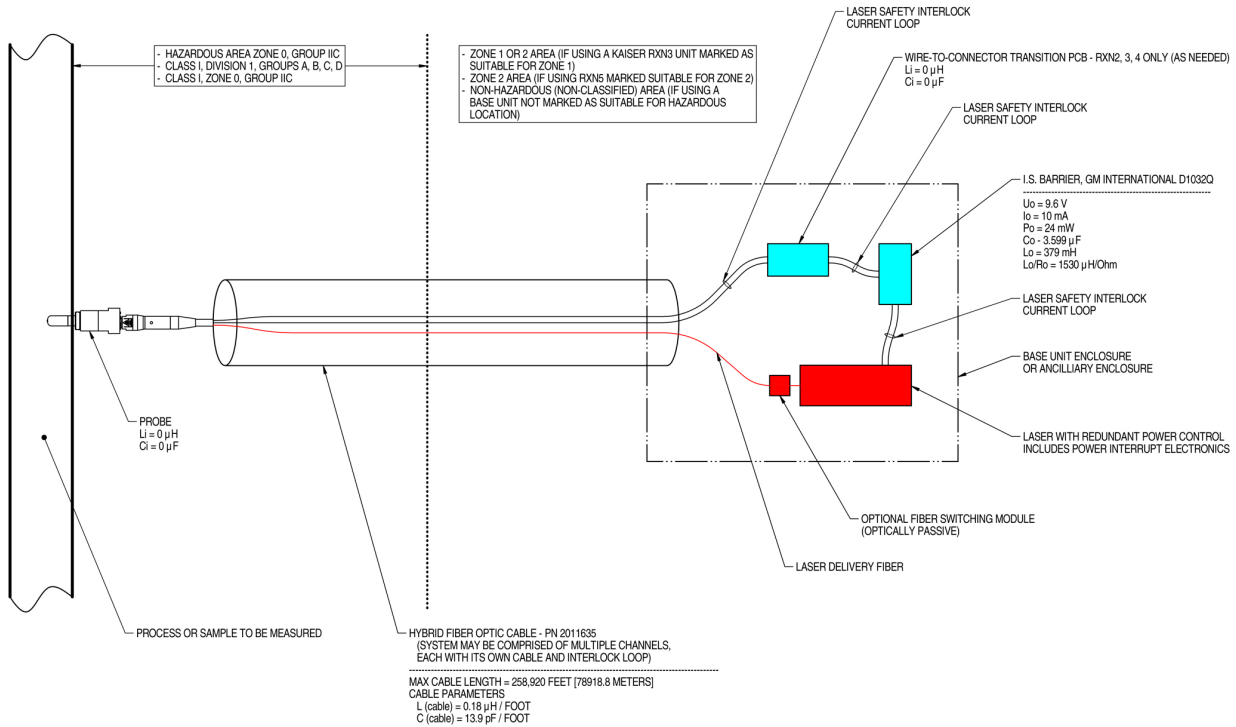 - HAZARDOUS AREA ZONE 0, GROUP IIC
- CLASS I, DIVISION 1, GROUPS A, B, C, D
- CLASS I, ZONE 0, GROUP IIC
- ZONE 1 OR 2 AREA (IF USING A KAISER RXN3 UNIT MARKED AS
SUITABLE FOR ZONE 1)
- ZONE 2 AREA (IF USING RXN5 MARKED SUITABLE FOR ZONE 2)
- NON-HAZARDOUS (NON-CLASSIFIED) AREA (IF USING A
BASE UNIT NOT MARKED AS SUITABLE FOR HAZARDOUS
LOCATION)
LASER SAFETY INTERLOCK
CURRENT LOOP
WIRE-TO-CONNECTOR TRANSITION PCB - RXN2, 3, 4 ONLY (AS NEEDED)
Li = 0 µH
Ci = 0 µF
LASER SAFETY INTERLOCK
CURRENT LOOP
I.S. BARRIER, GM INTERNATIONAL D1032Q
Uo = 9.6 V
Io = 10 mA
Po = 24 mW
Co - 3.599 µF
Lo = 379 mH
Lo/Ro = 1530 µH/Ohm
LASER SAFETY INTERLOCK
CURRENT LOOP
BASE UNIT ENCLOSURE
OR ANCILLIARY ENCLOSURE
PROBE
Li = 0 µH
Ci = 0 µF
LASER WITH REDUNDANT POWER CONTROL
INCLUDES POWER INTERRUPT ELECTRONICS
OPTIONAL FIBER SWITCHING MODULE
(OPTICALLY PASSIVE)
LASER DELIVERY FIBER
PROCESS OR SAMPLE TO BE MEASURED
HYBRID FIBER OPTIC CABLE - PN 2011635
(SYSTEM MAY BE COMPRISED OF MULTIPLE CHANNELS,
EACH WITH ITS OWN CABLE AND INTERLOCK LOOP)
MAX CABLE LENGTH = 258,920 FEET [78918.8 METERS]
CABLE PARAMETERS
L (cable) = 0.18 µH / FOOT
C (cable) = 13.9 pF / FOOT